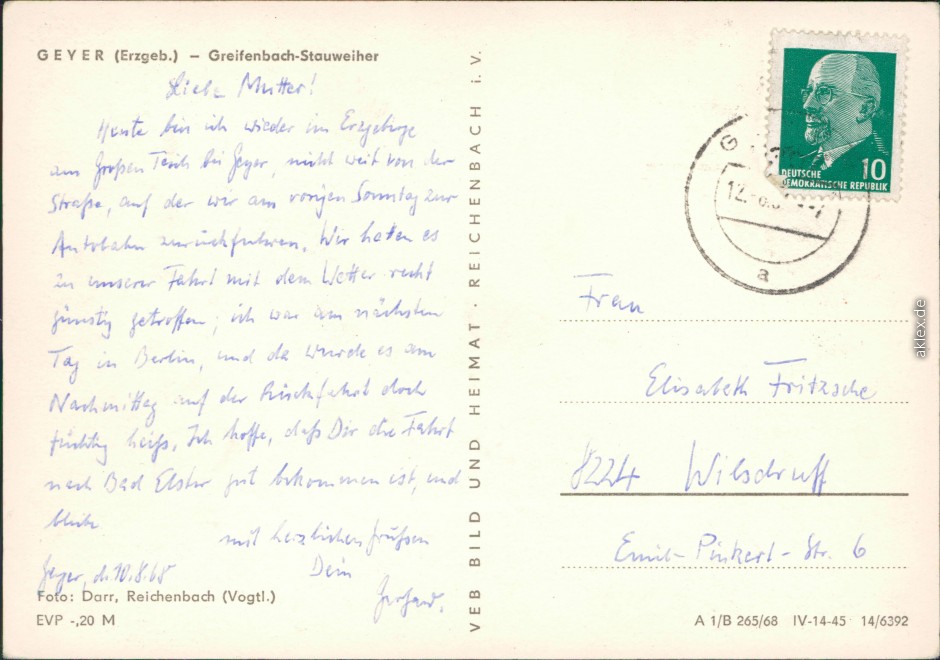 GEYER (Erzgeb.) – Greifenbach-Stauweiher
Liebe Mutter!
Heute bin ich wieder im Erzgebirge
am Großen Teich bei Geyer, nicht weit von der
Straße, auf der wir am vorigen Sonntag zur
Autobahn zurückfuhren. Wir hatten es
zu unserer Fahrt mit dem Wetter recht
günstig getroffen; ich war am nächsten
Tag in Berlin, und da wurde es am
Nachmittag auf der Rückfahrt doch
tüchtig heiß. Ich hoffe, daß Dir die Fahrt
nach Bad Elster gut bekommen ist, und
bleibe
mit herzlichen Grüßen
Dein
Gerhard.
Geyer, d. 10.8.68
Foto: Darr, Reichenbach (Vogtl.)
EVP -,20 M
VEB BILD UND HEIMAT · REICHENBACH i. V.
DEUTSCHE
DEMOKRATISCHE REPUBLIK
10
12.
a
Frau
Elisabeth Fritzsche
8224 Wilsdruff
Emil-Pinkert-Str. 6
A 1/B 265/68 IV-14-45 14/6392
aklex.de